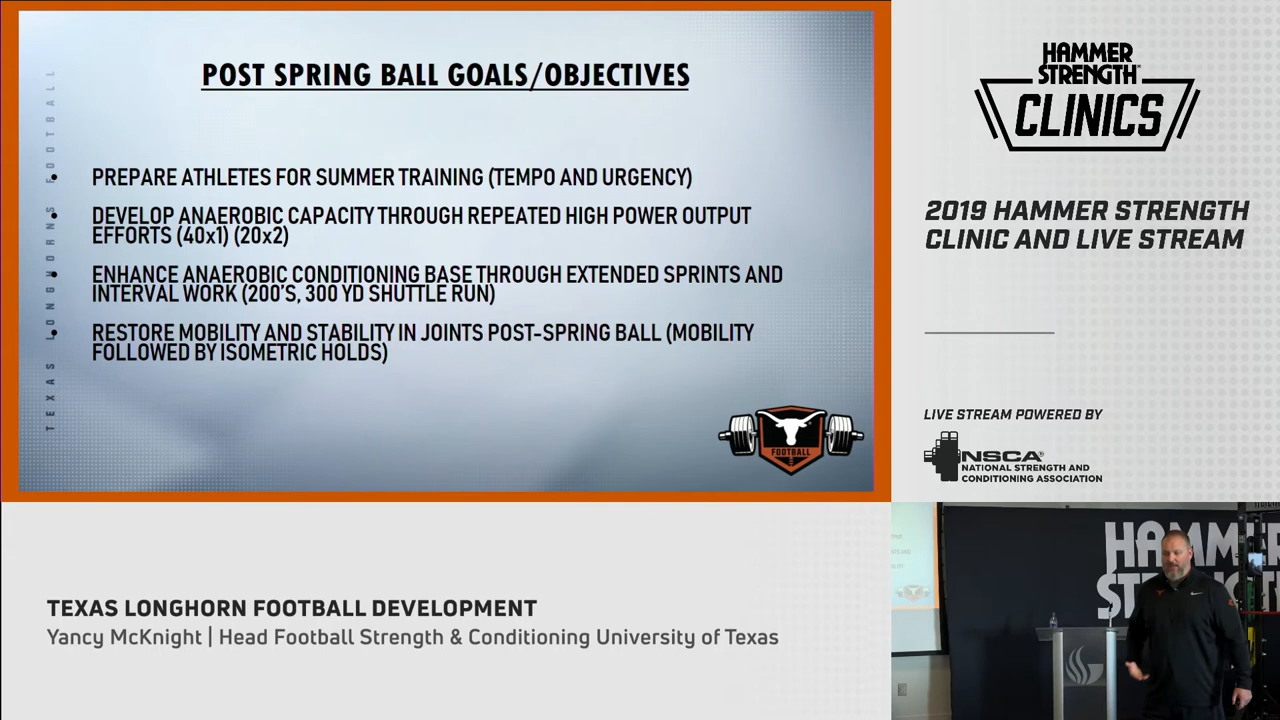 POST SPRING BALL GOALS/OBJECTIVES
TEXAS LONGHORNS FOOTBALL
• PREPARE ATHLETES FOR SUMMER TRAINING (TEMPO AND URGENCY)
• DEVELOP ANAEROBIC CAPACITY THROUGH REPEATED HIGH POWER OUTPUT
EFFORTS (40x1) (20x2)
• ENHANCE ANAEROBIC CONDITIONING BASE THROUGH EXTENDED SPRINTS AND
INTERVAL WORK (200'S, 300 YD SHUTTLE RUN)
• RESTORE MOBILITY AND STABILITY IN JOINTS POST-SPRING BALL (MOBILITY
FOLLOWED BY ISOMETRIC HOLDS)
FOOTBALL
HAMMER
STRENGTH®
CLINICS
2019 HAMMER STRENGTH
CLINIC AND LIVE STREAM
LIVE STREAM POWERED BY
NSCA®
NATIONAL STRENGTH AND
CONDITIONING ASSOCIATION
TEXAS LONGHORN FOOTBALL DEVELOPMENT
Yancy McKnight | Head Football Strength & Conditioning University of Texas
HAMMER
STRENGTH